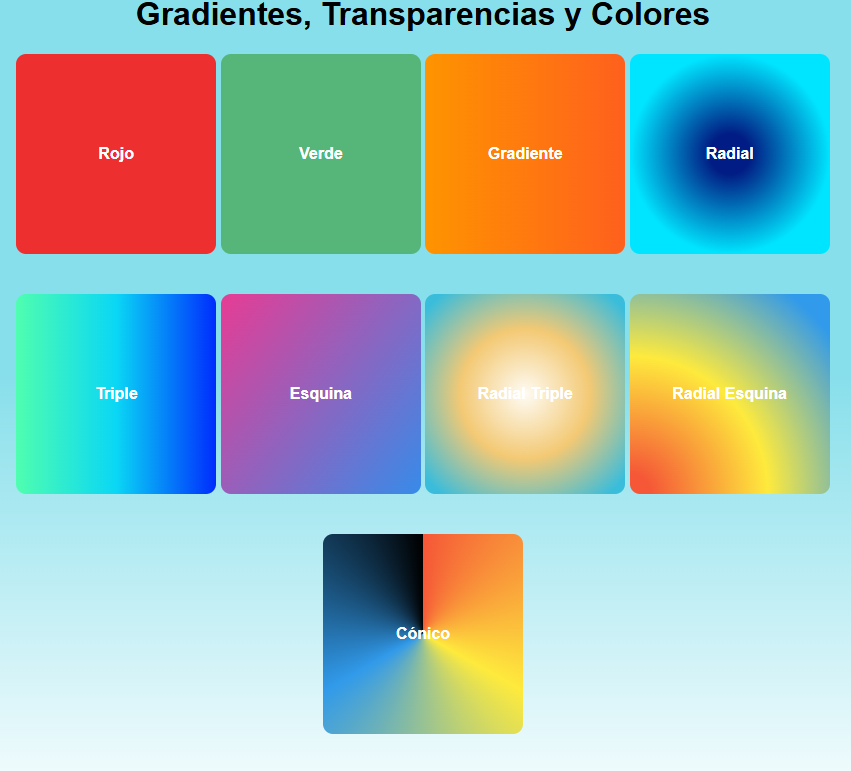 Gradientes, Transparencias y Colores
Rojo
Verde
Gradiente
Radial
Triple
Esquina
Radial Triple
Radial Esquina
Cónico